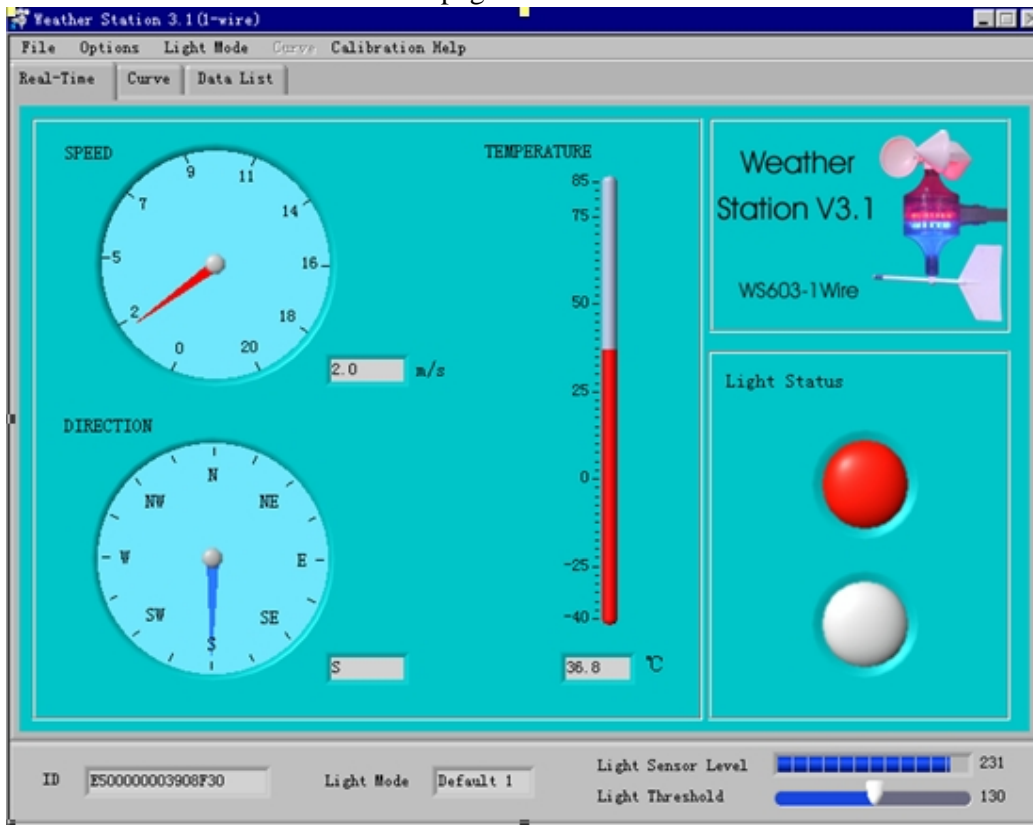 Weather Station 3.1(1-wire)
File Options Light Mode Curve Calibration Help
Real-Time Curve Data List
SPEED
0 2 5 7 9 11 14 16 18 20
2.0 m/s
DIRECTION
N NE E SE S SW W NW
S
TEMPERATURE
85
75
50
25
0
-25
-40
36.8 ℃
Weather
Station V3.1
WS603-1Wire
Light Status
ID E500000003908F30 Light Mode Default 1
Light Sensor Level 231
Light Threshold 130